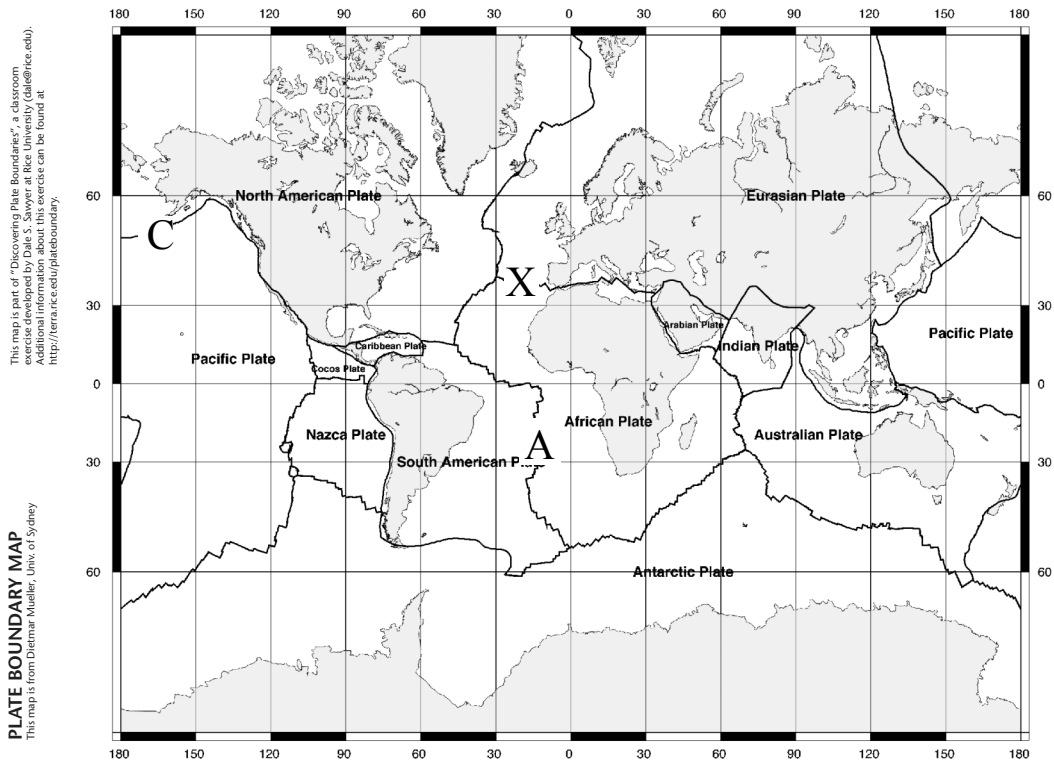 PLATE BOUNDARY MAP
This map is from Dietmar Mueller, Univ. of Sydney
This map is part of "Discovering Plate Boundaries", a classroom
exercise developed by Dale S. Sawyer at Rice University (dale@rice.edu).
Additional information about this exercise can be found at
http://terra.rice.edu/plateboundary.
180 150 120 90 60 30 0 30 60 90 120 150 180
60 North American Plate Eurasian Plate 60
C
X
30 30
Arabian Plate
Pacific Plate Caribbean Plate Indian Plate Pacific Plate
Cocos Plate
0 0
African Plate
Nazca Plate A Australian Plate
30 South American 30
60 Antarctic Plate 60
180 150 120 90 60 30 0 30 60 90 120 150 180